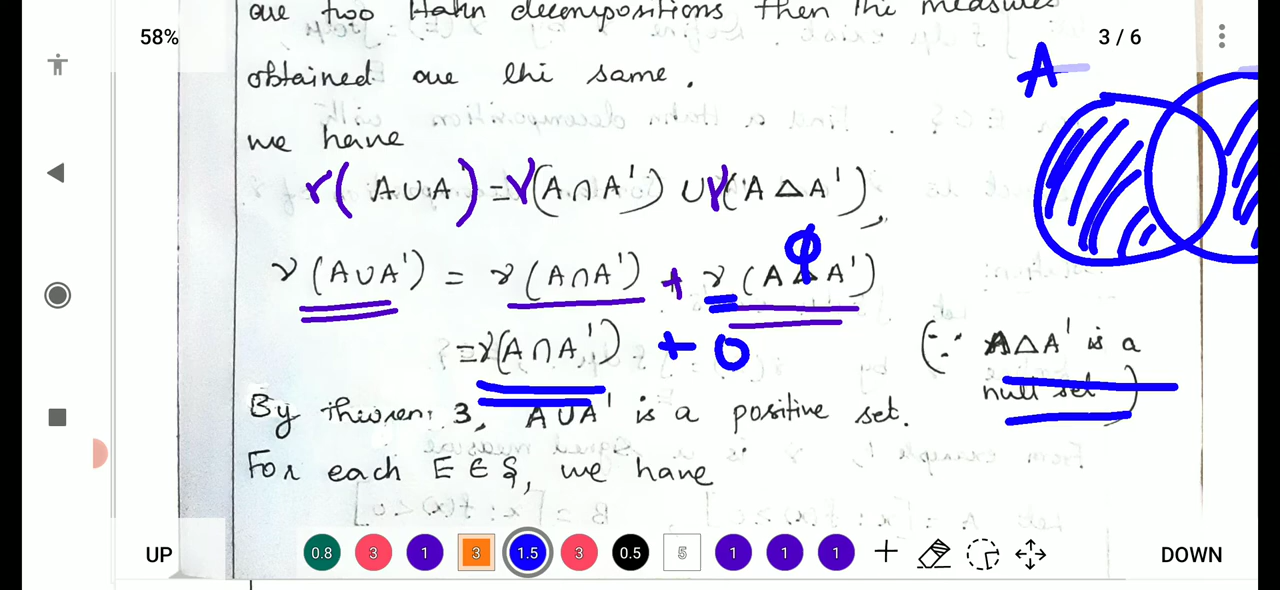 58%
3 / 6
are two Hahn decompositions then the measures
obtained are the same.
A
we have
γ( A∪A ) = γ(A∩A') ∪ γ(A △ A'),
ν (A∪A') = ν (A∩A') + ν (A △ A')
φ
= ν(A∩A') + 0
(∵ A△A' is a
null set)
By theorem 3, A∪A' is a positive set.
For each E ∈ S, we have
UP
0.8 3 1 3 1.5 3 0.5 5 1 1 1
DOWN